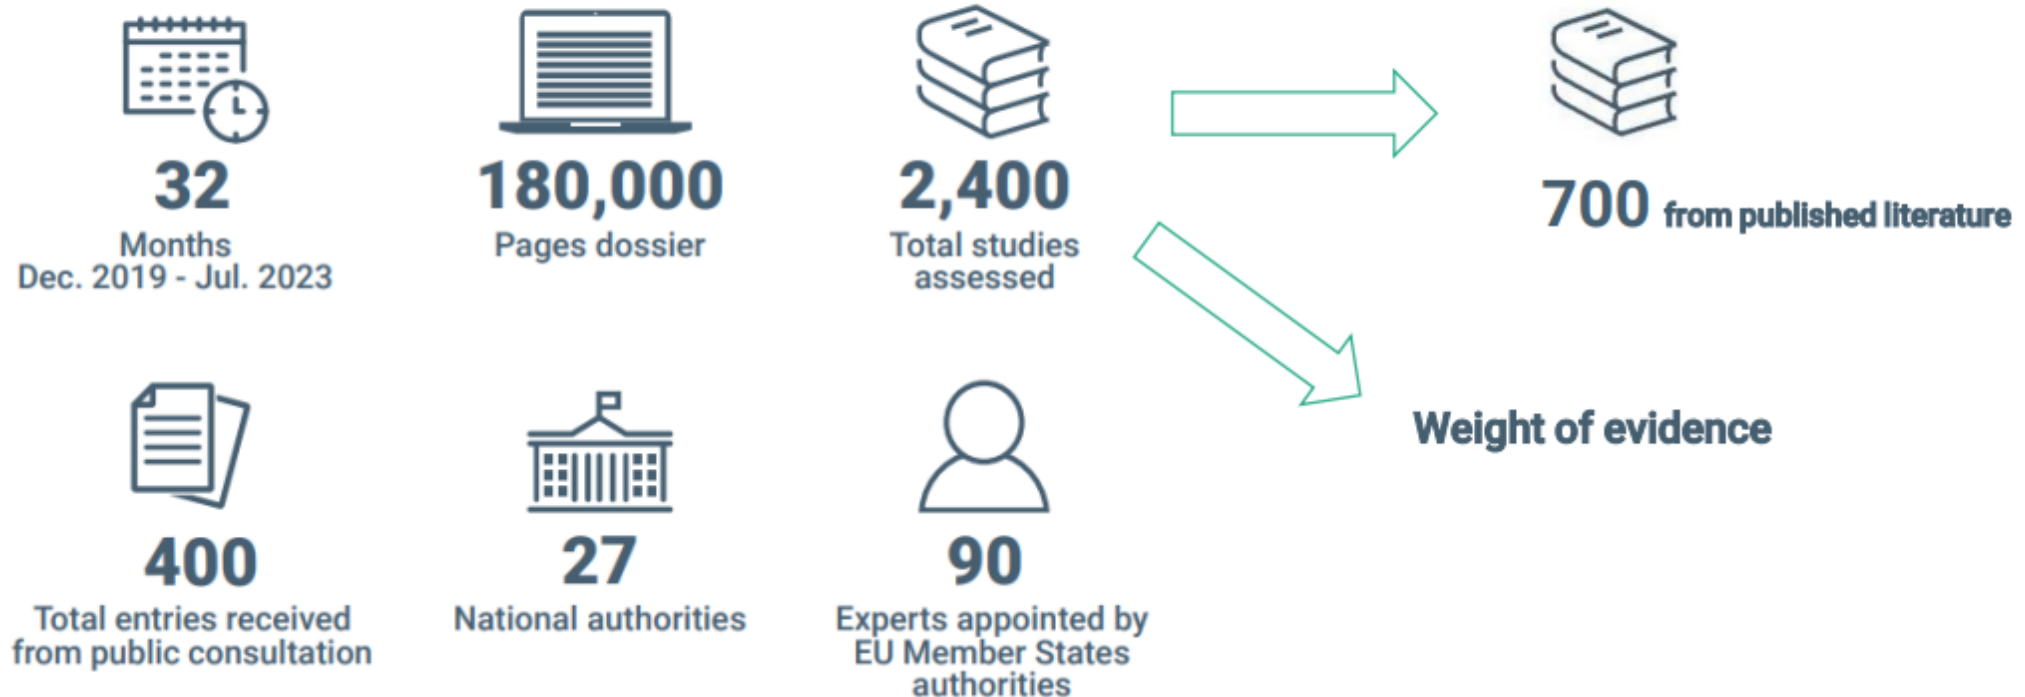 32
Months
Dec. 2019 - Jul. 2023
180,000
Pages dossier
2,400
Total studies
assessed
700 from published literature
Weight of evidence
400
Total entries received
from public consultation
27
National authorities
90
Experts appointed by
EU Member States
authorities